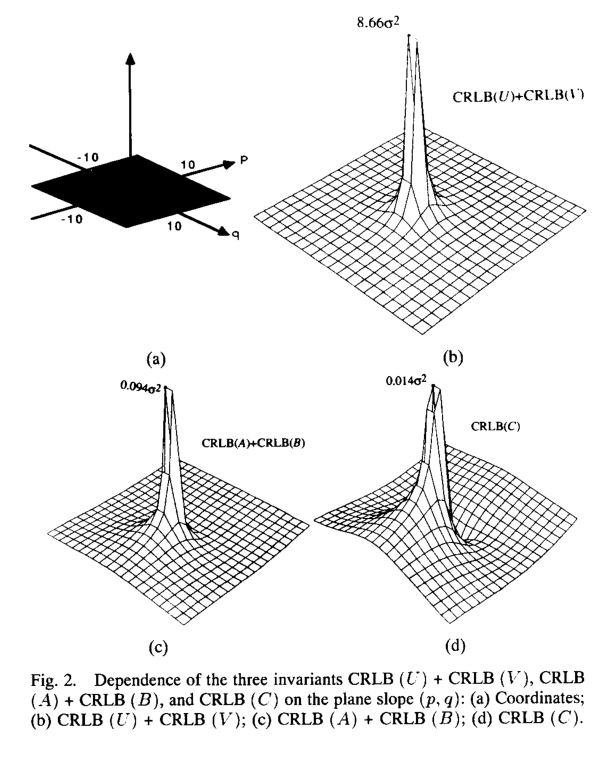 8.66σ²
CRLB(U)+CRLB(V)
-10
10
P
-10
10
q
(a)
(b)
0.094σ²
CRLB(A)+CRLB(B)
0.014σ²
CRLB(C)
(c)
(d)
Fig. 2. Dependence of the three invariants CRLB (U) + CRLB (V), CRLB
(A) + CRLB (B), and CRLB (C) on the plane slope (p, q): (a) Coordinates;
(b) CRLB (U) + CRLB (V); (c) CRLB (A) + CRLB (B); (d) CRLB (C).